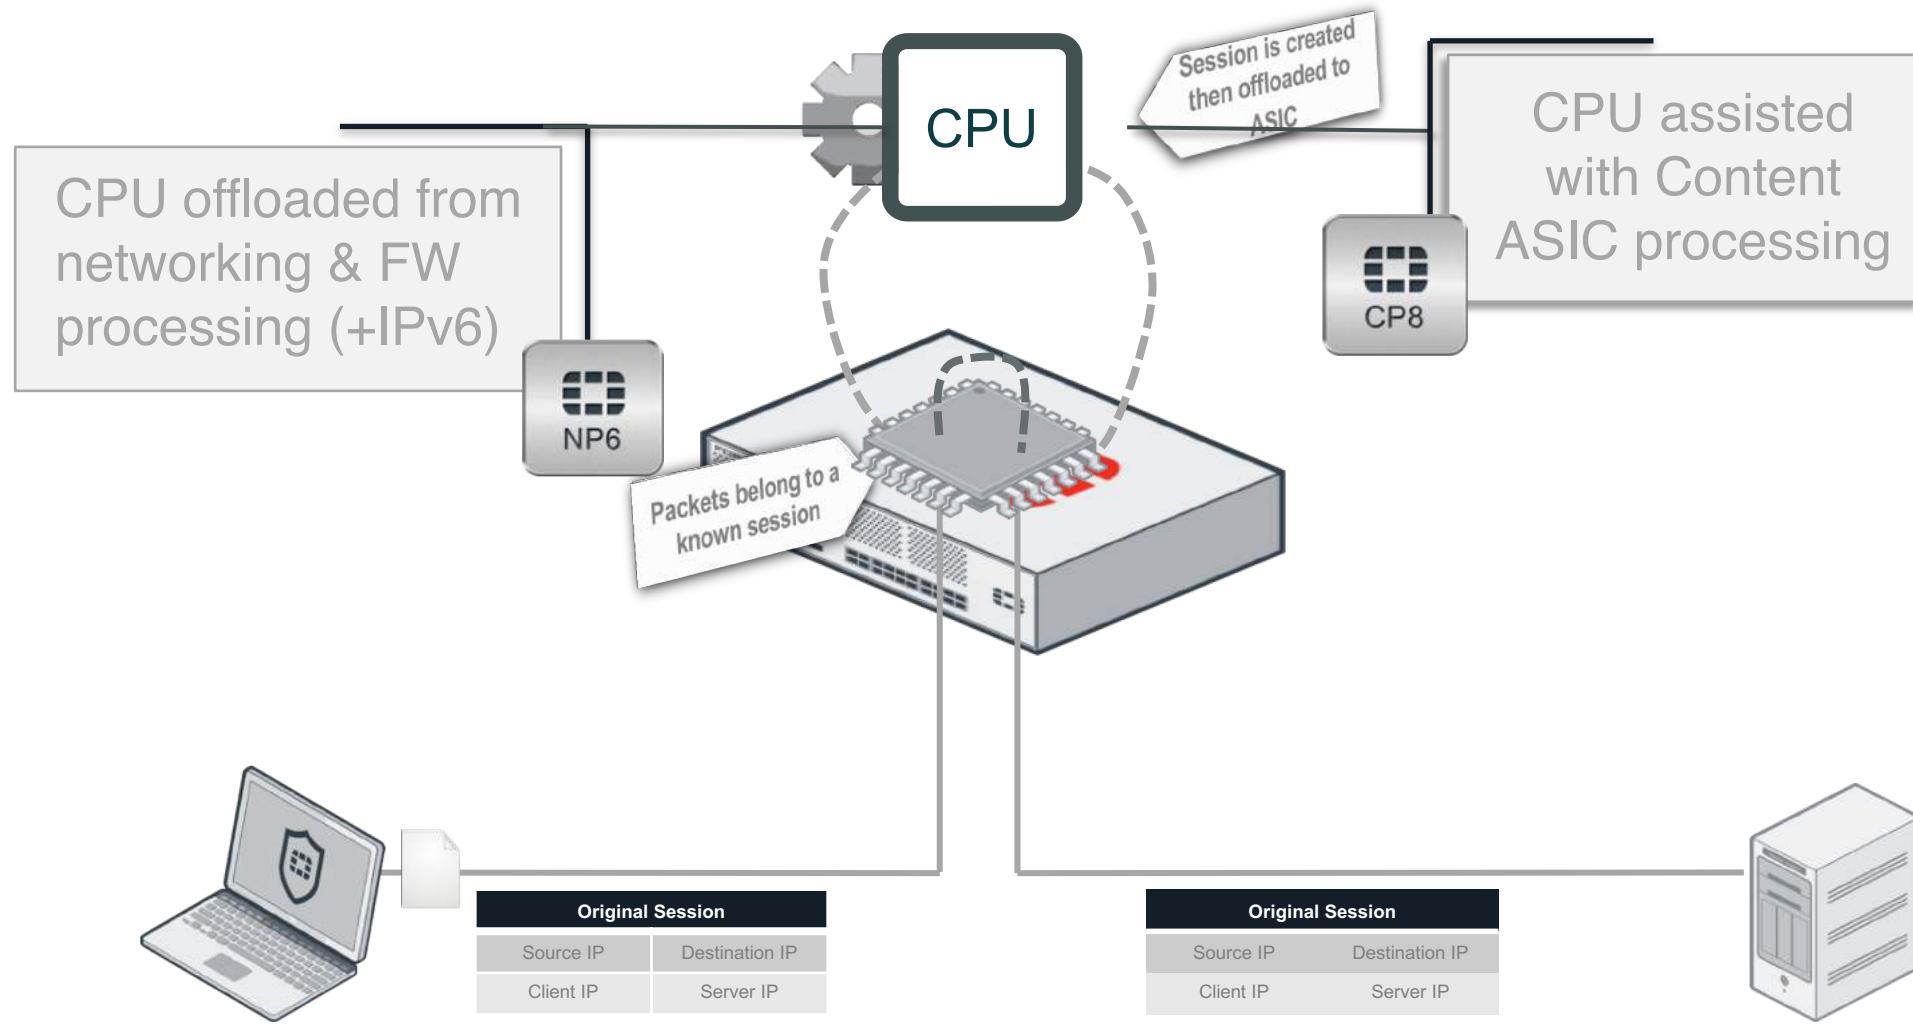 Session is created
then offloaded to
ASIC
CPU
CPU assisted
with Content
ASIC processing
CPU offloaded from
networking & FW
processing (+IPv6)
CP8
NP6
Packets belong to a
known session
Original Session
Source IP Destination IP
Client IP Server IP
Original Session
Source IP Destination IP
Client IP Server IP